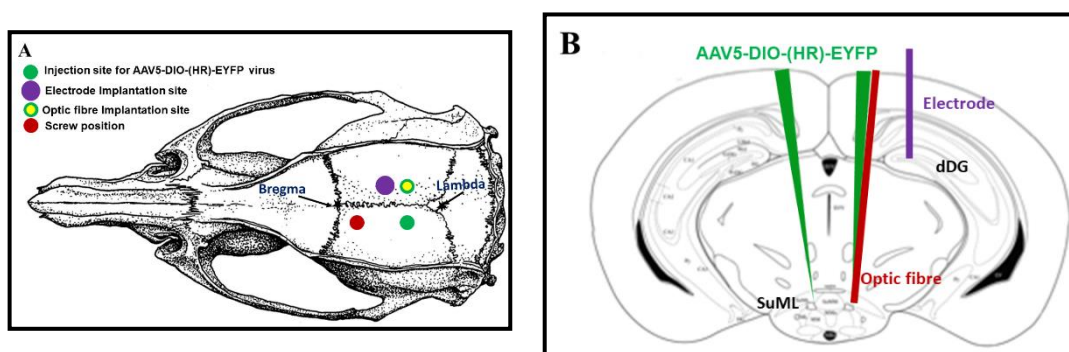 A
Injection site for AAV5-DIO-(HR)-EYFP virus
Electrode Implantation site
Optic fibre Implantation site
Screw position
Bregma
Lambda
B
AAV5-DIO-(HR)-EYFP
Electrode
dDG
Optic fibre
SuML